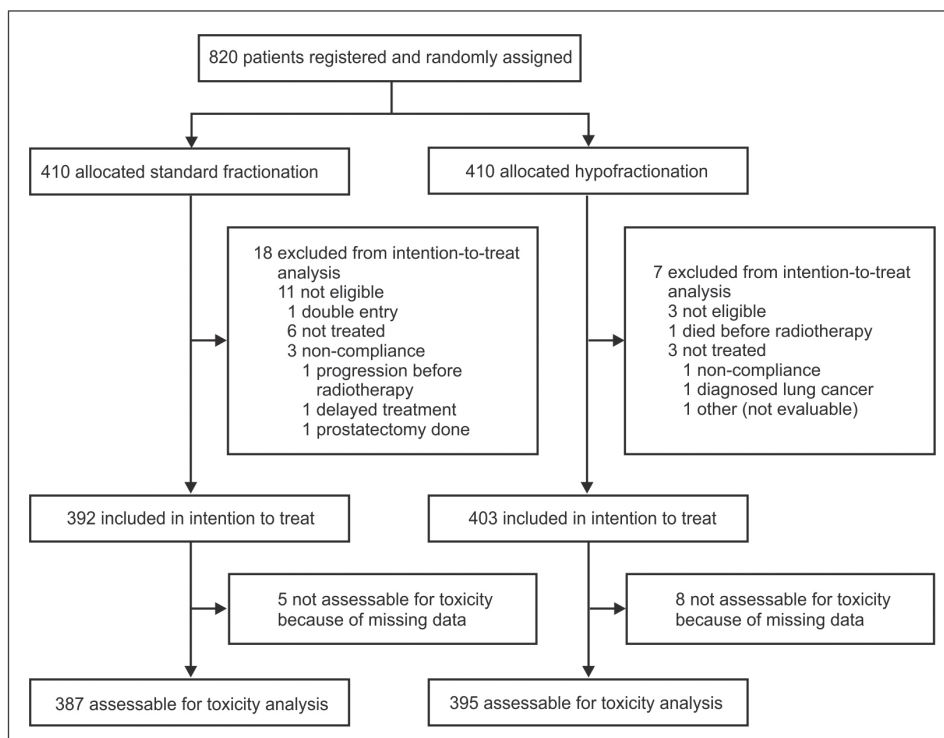 820 patients registered and randomly assigned
410 allocated standard fractionation
410 allocated hypofractionation
18 excluded from intention-to-treat
analysis
11 not eligible
1 double entry
6 not treated
3 non-compliance
1 progression before
radiotherapy
1 delayed treatment
1 prostatectomy done
7 excluded from intention-to-treat
analysis
3 not eligible
1 died before radiotherapy
3 not treated
1 non-compliance
1 diagnosed lung cancer
1 other (not evaluable)
392 included in intention to treat
403 included in intention to treat
5 not assessable for toxicity
because of missing data
8 not assessable for toxicity
because of missing data
387 assessable for toxicity analysis
395 assessable for toxicity analysis